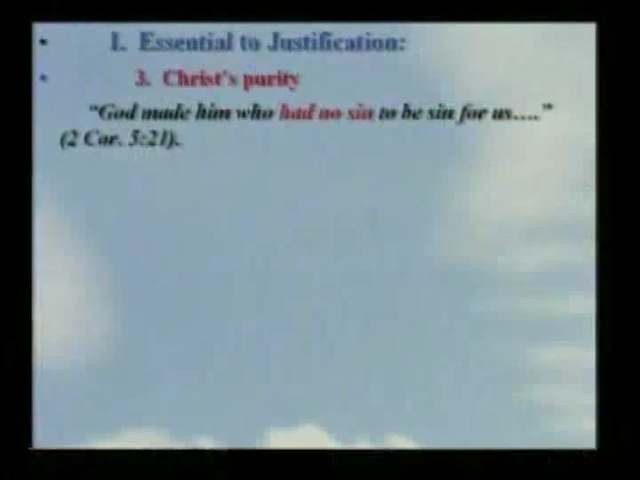 • I. Essential to Justification:
• 3. Christ's purity
“God made him who had no sin to be sin for us….”
(2 Cor. 5:21).